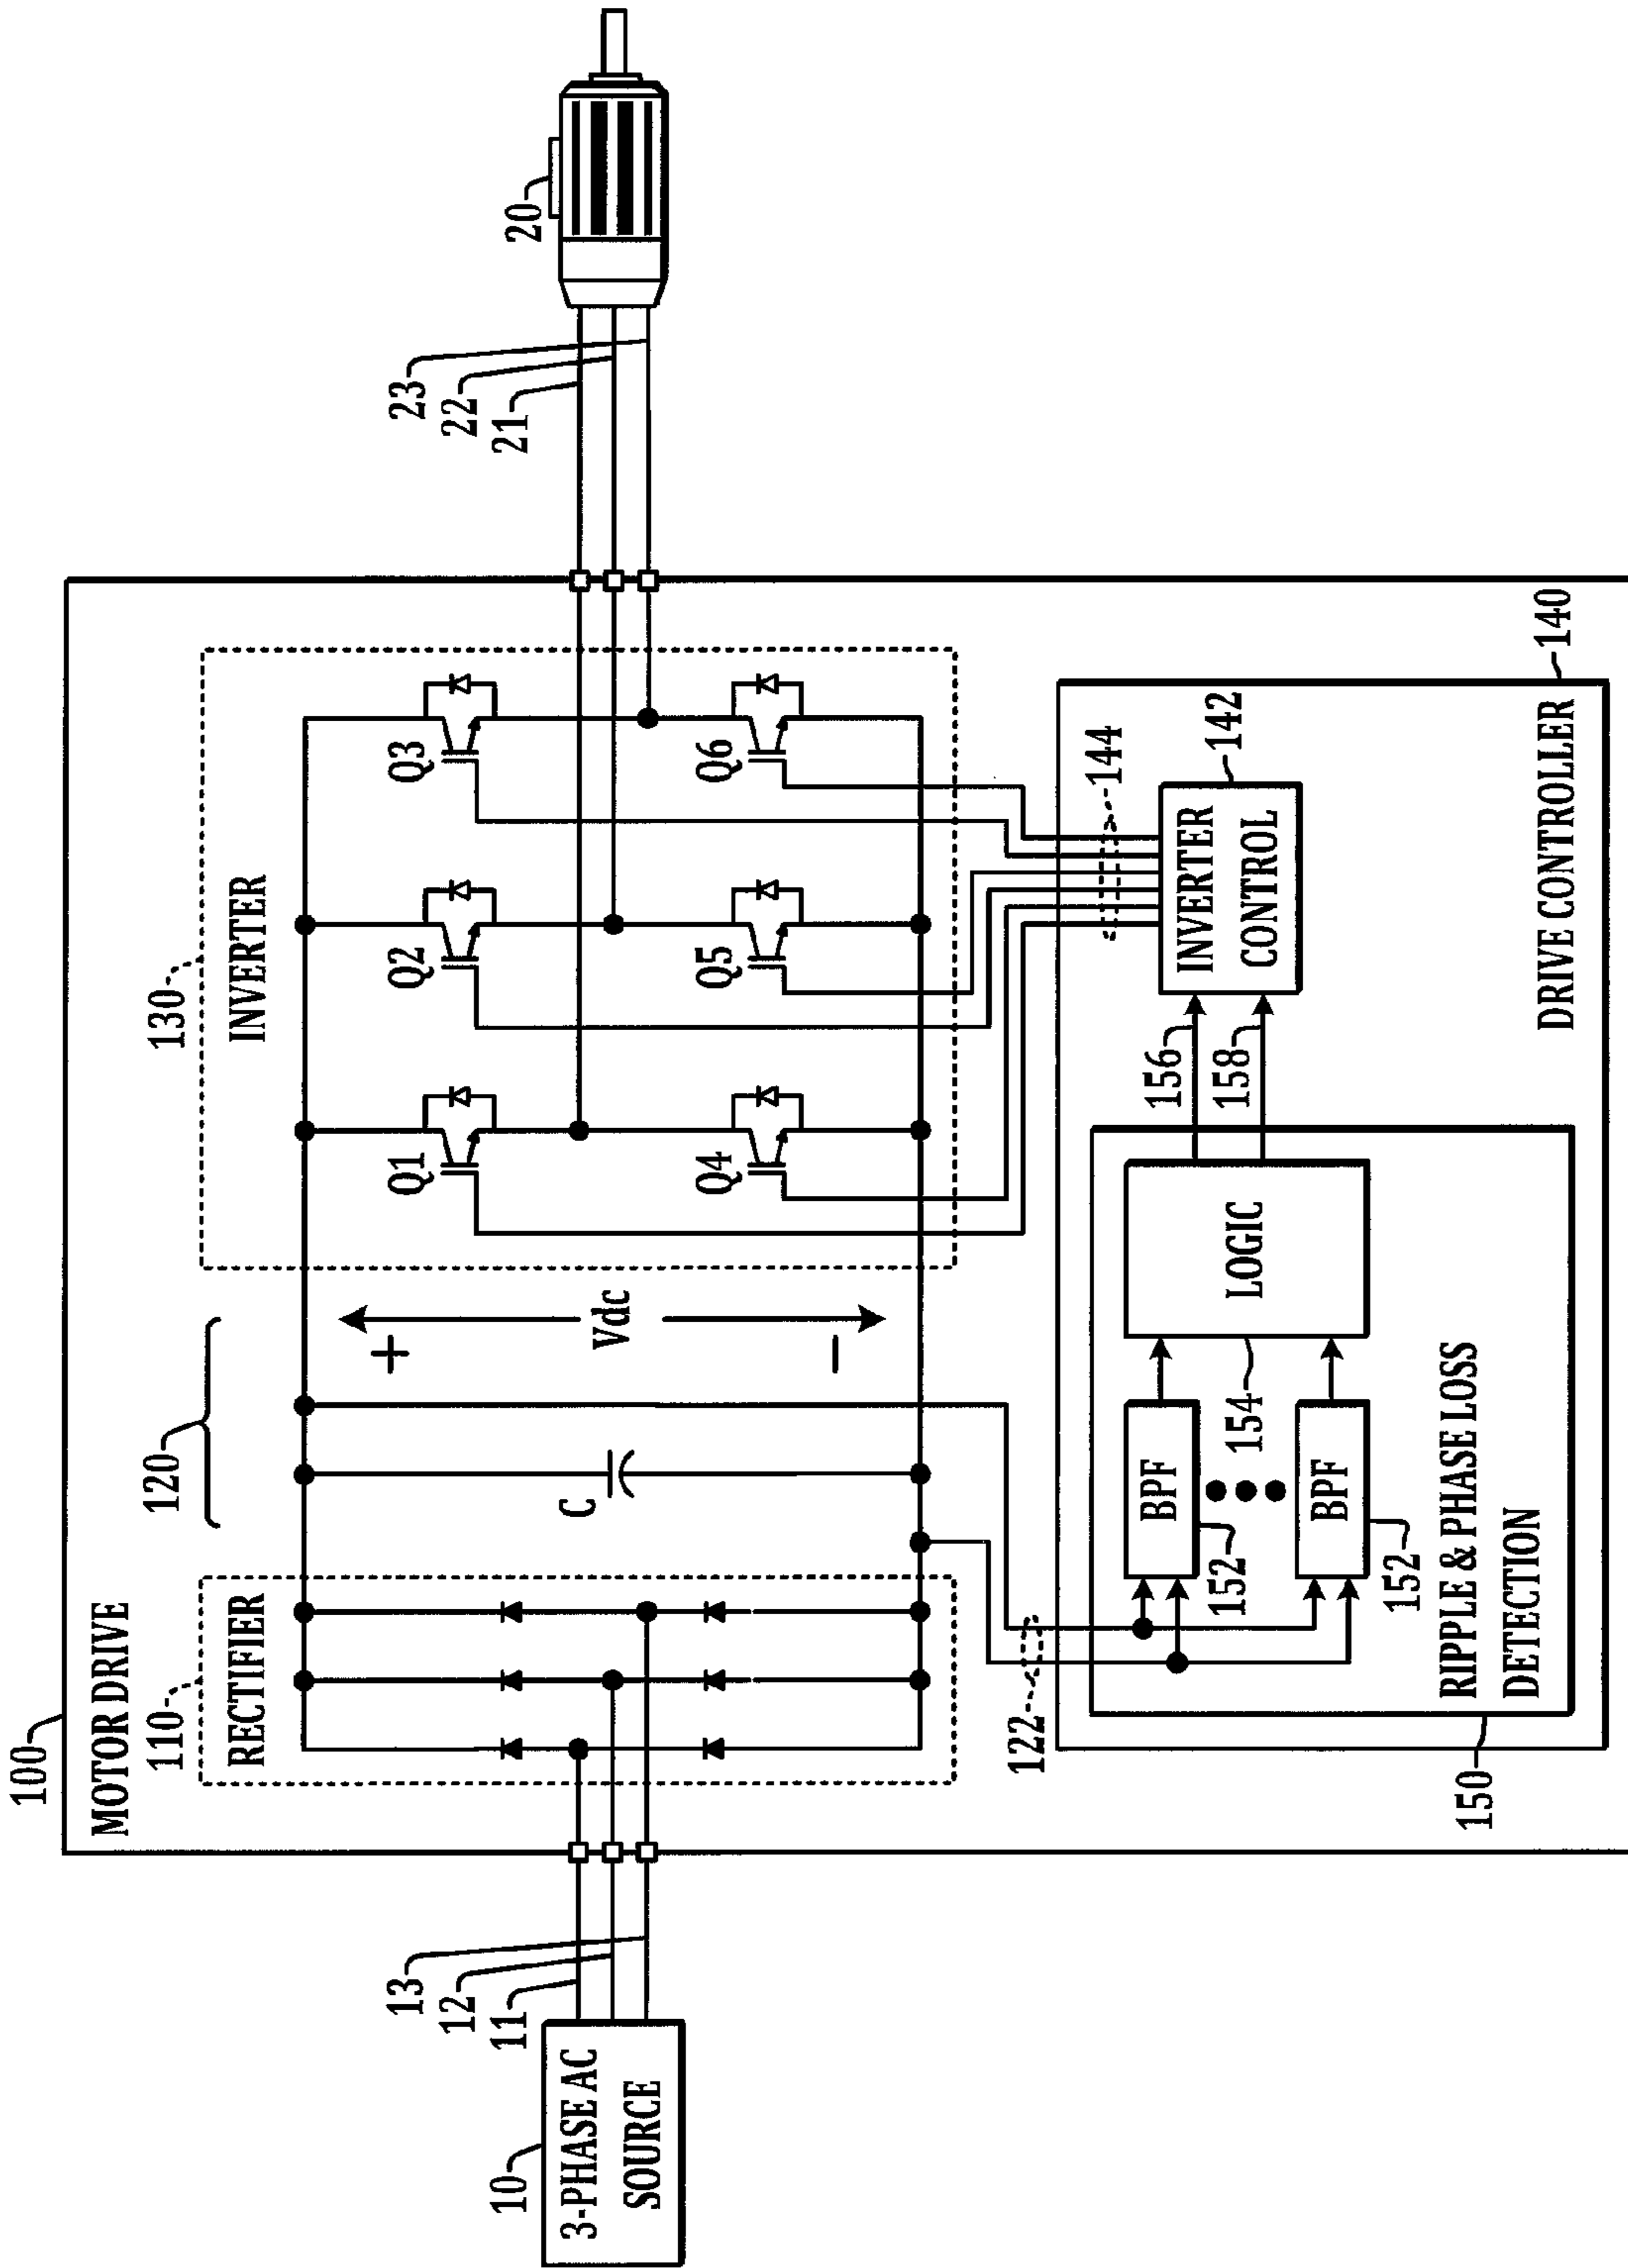 100
MOTOR DRIVE
110
RECTIFIER
120
130
INVERTER
Q1
Q2
Q3
Q4
Q5
Q6
+
Vdc
−
C
10
3-PHASE AC
SOURCE
11
12
13
20
21
22
23
122
144
140
DRIVE CONTROLLER
142
INVERTER
CONTROL
156
158
150
RIPPLE & PHASE LOSS
DETECTION
BPF
152
BPF
152
154
LOGIC